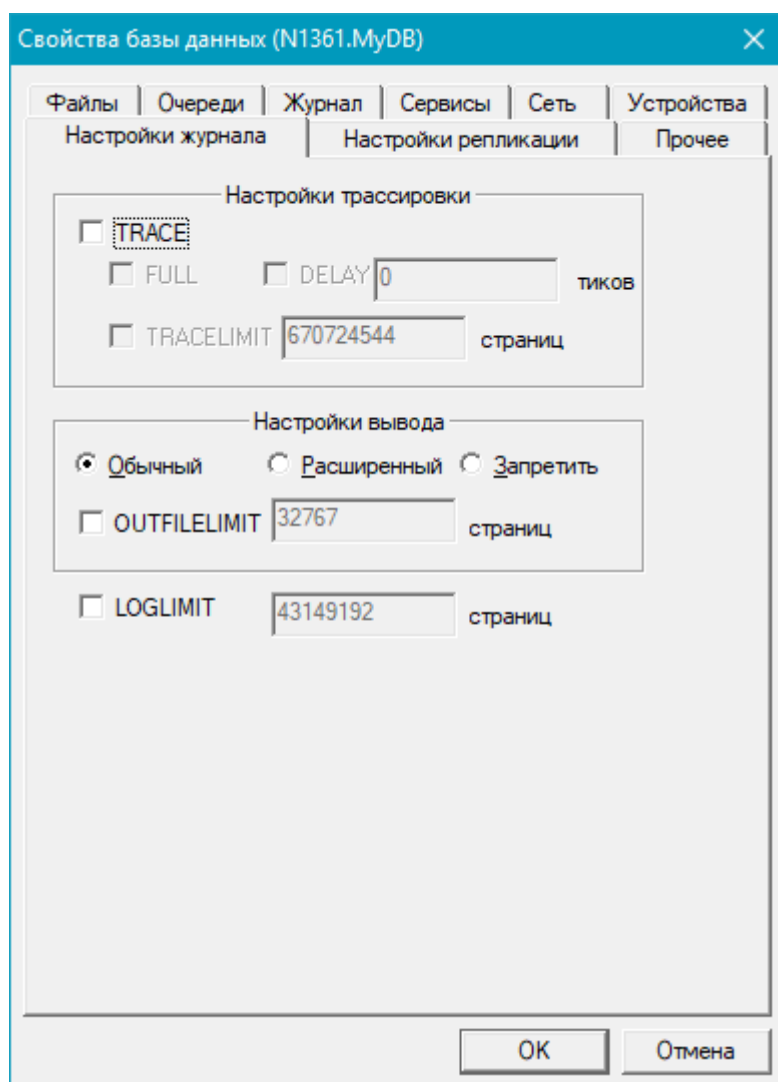 Свойства базы данных (N1361.MyDB)
Файлы Очереди Журнал Сервисы Сеть Устройства
Настройки журнала Настройки репликации Прочее
Настройки трассировки
TRACE
FULL DELAY 0 тиков
TRACELIMIT 670724544 страниц
Настройки вывода
Обычный Расширенный Запретить
OUTFILELIMIT 32767 страниц
LOGLIMIT 43149192 страниц
OK Отмена